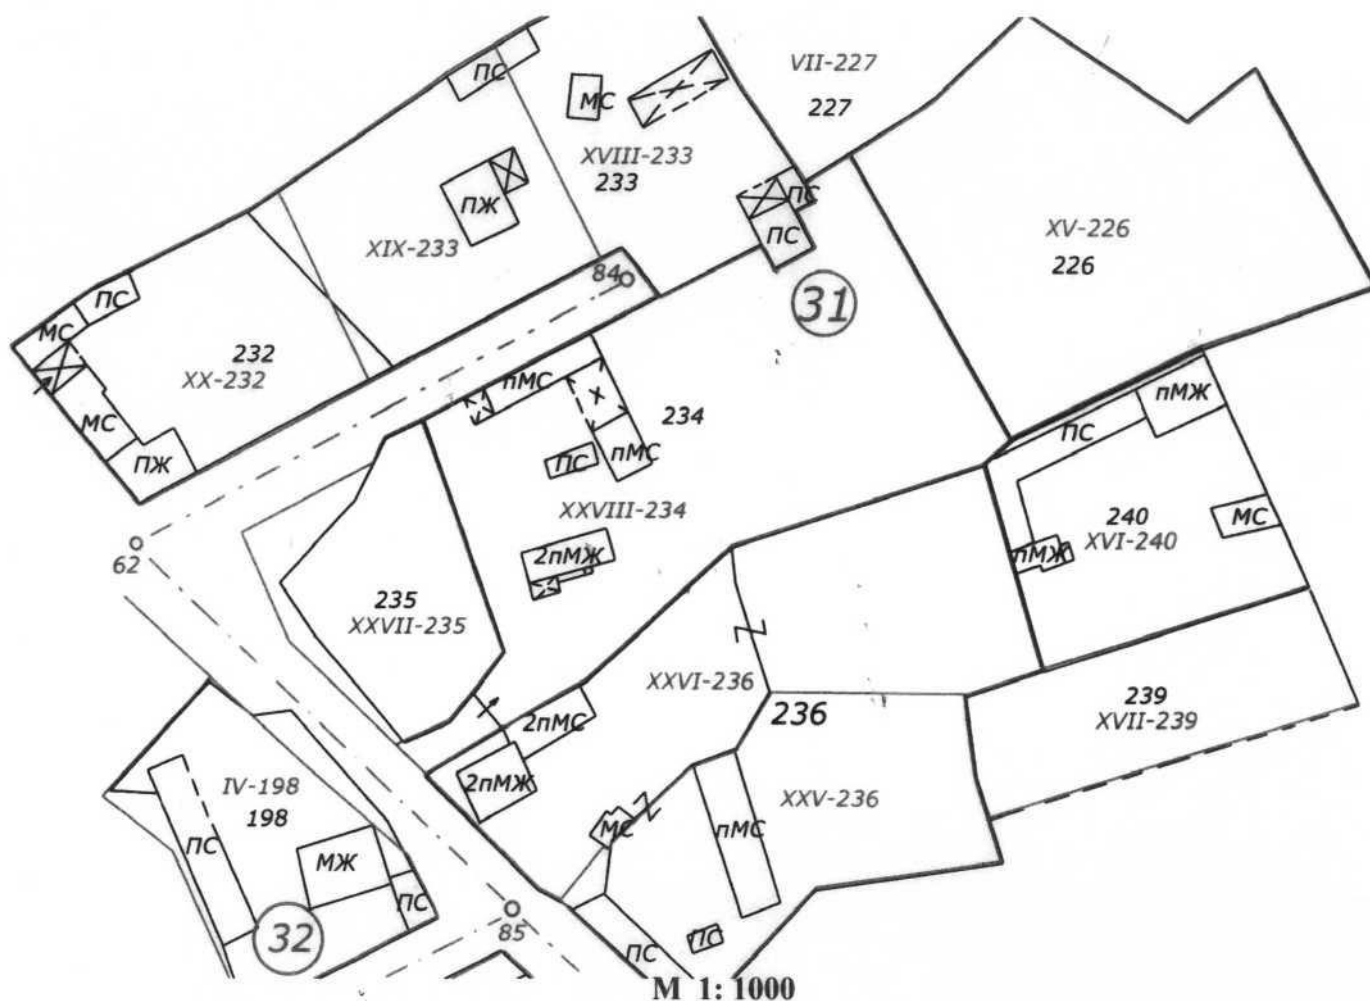 ПС
VII-227
227
МС
XVIII-233
233
ПС
ПЖ
ПС
XV-226
226
XIX-233
84
31
ПС
МС
232
XX-232
пМС
пМЖ
234
МС
ПС
ПЖ
ПС
пМС
XXVIII-234
240
XVI-240
МС
62
2пМЖ
пМЖ
235
XXVII-235
XXVI-236
236
239
XVII-239
2пМС
2пМЖ
IV-198
198
XXV-236
МС
пМС
ПС
МЖ
ПС
32
85
ПС
ПС
М 1: 1000